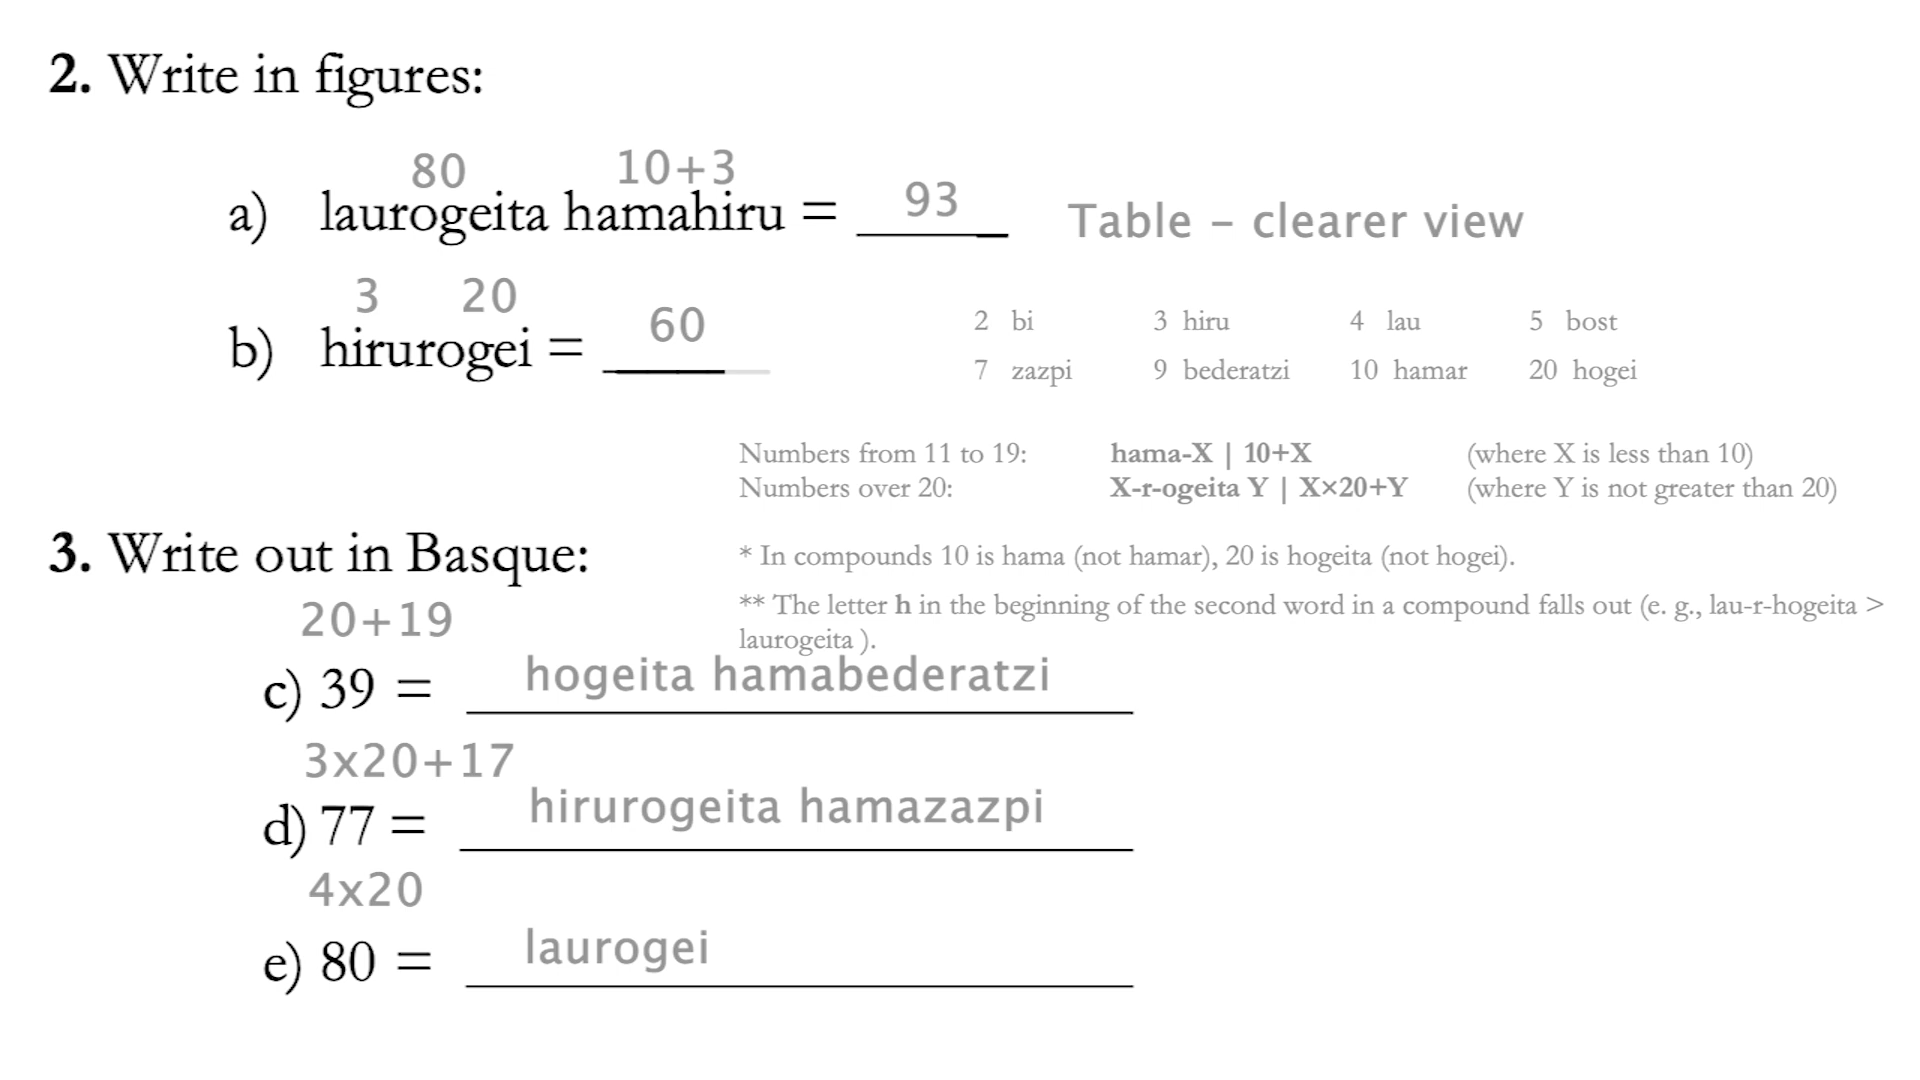 2. Write in figures:
80 10+3
a) laurogeita hamahiru = 93 Table – clearer view
3 20
b) hirurogei = 60
2 bi 3 hiru 4 lau 5 bost
7 zazpi 9 bederatzi 10 hamar 20 hogei
Numbers from 11 to 19: hama-X | 10+X (where X is less than 10)
Numbers over 20: X-r-ogeita Y | X×20+Y (where Y is not greater than 20)
3. Write out in Basque:
* In compounds 10 is hama (not hamar), 20 is hogeita (not hogei).
** The letter h in the beginning of the second word in a compound falls out (e. g., lau-r-hogeita >
laurogeita ).
20+19
c) 39 = hogeita hamabederatzi
3x20+17
d) 77 = hirurogeita hamazazpi
4x20
e) 80 = laurogei